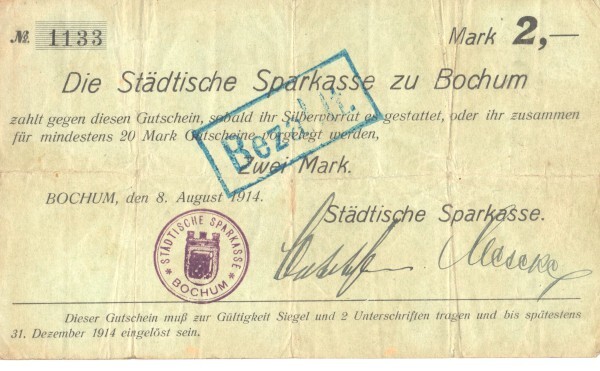 № 1133
Mark 2,—
Die Städtische Sparkasse zu Bochum
zahlt gegen diesen Gutschein, sobald ihr Silbervorrat es gestattet, oder ihr zusammen
für mindestens 20 Mark Gutscheine vorgelegt werden,
Bezahlt.
Zwei Mark.
BOCHUM, den 8. August 1914.
Städtische Sparkasse.
STÄDTISCHE SPARKASSE
* BOCHUM *
Dieser Gutschein muß zur Gültigkeit Siegel und 2 Unterschriften tragen und bis spätestens
31. Dezember 1914 eingelöst sein.